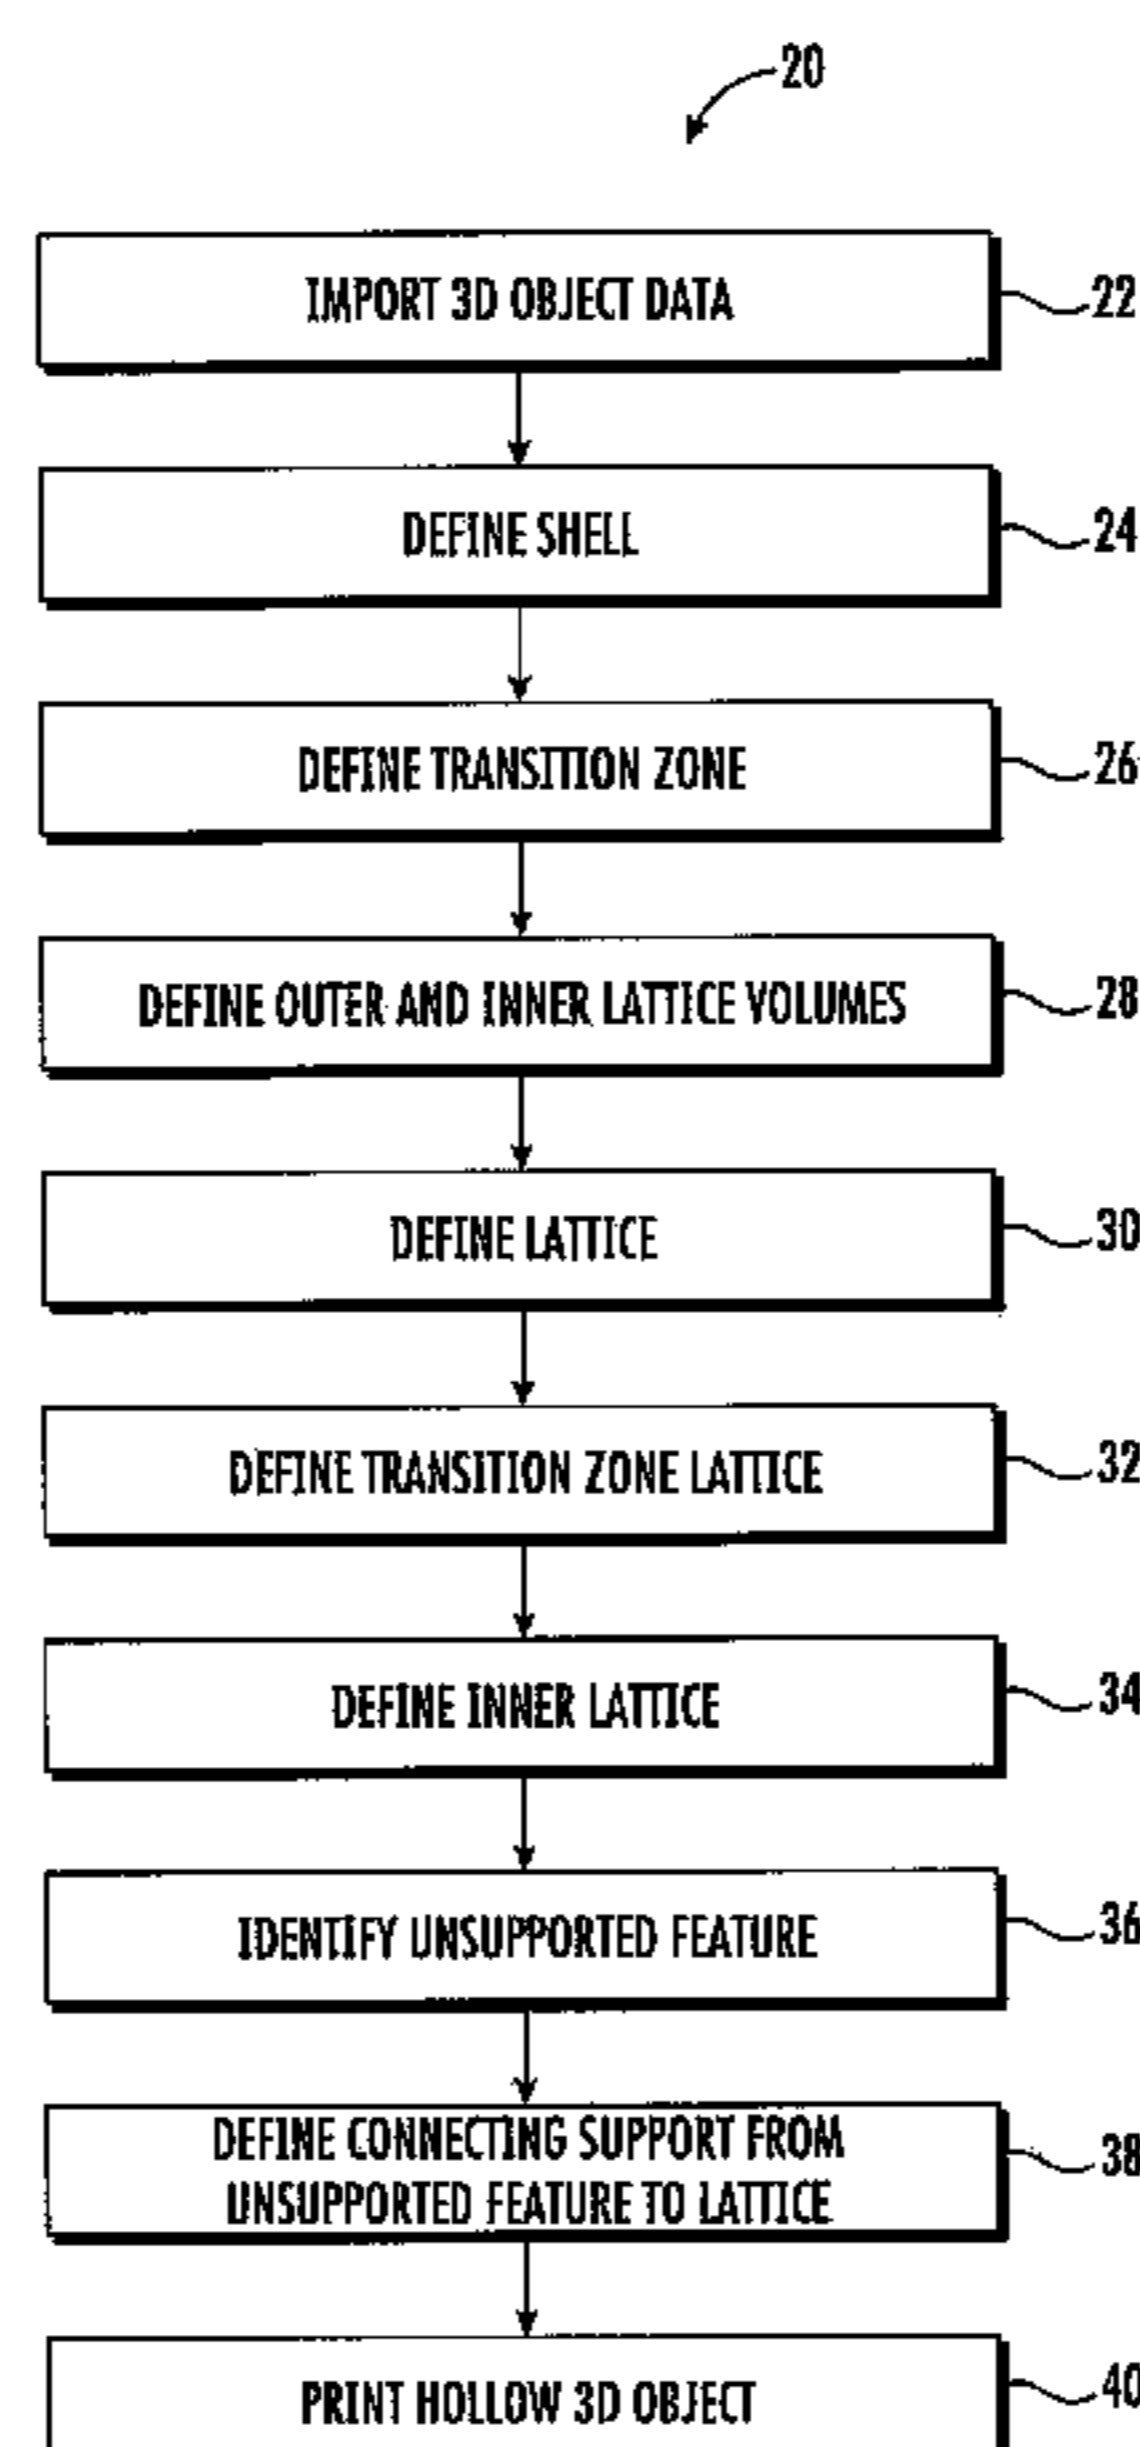 20
IMPORT 3D OBJECT DATA
22
DEFINE SHELL
24
DEFINE TRANSITION ZONE
26
DEFINE OUTER AND INNER LATTICE VOLUMES
28
DEFINE LATTICE
30
DEFINE TRANSITION ZONE LATTICE
32
DEFINE INNER LATTICE
34
IDENTIFY UNSUPPORTED FEATURE
36
DEFINE CONNECTING SUPPORT FROM
UNSUPPORTED FEATURE TO LATTICE
38
PRINT HOLLOW 3D OBJECT
40